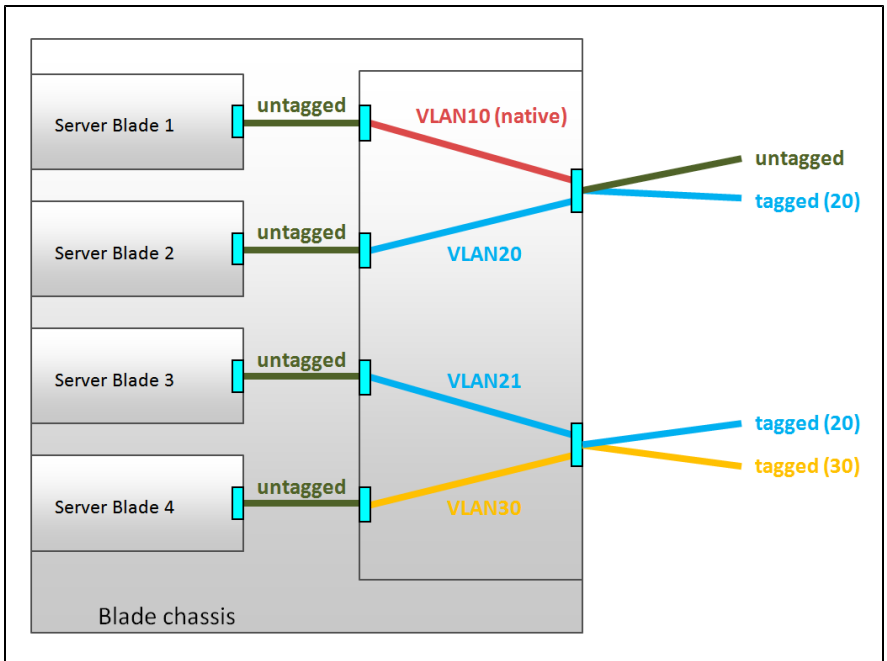 Server Blade 1
untagged
VLAN10 (native)
untagged
tagged (20)
Server Blade 2
untagged
VLAN20
Server Blade 3
untagged
VLAN21
tagged (20)
tagged (30)
Server Blade 4
untagged
VLAN30
Blade chassis